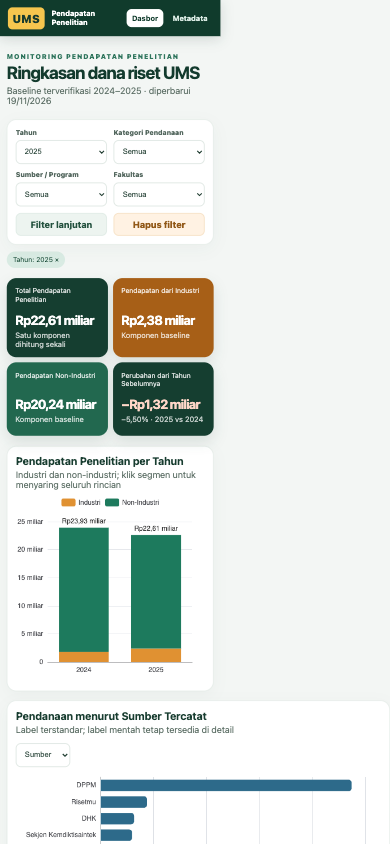 UMS
Pendapatan
Penelitian
Dasbor
Metadata
MONITORING PENDAPATAN PENELITIAN
Ringkasan dana riset UMS
Baseline terverifikasi 2024–2025 · diperbarui
19/11/2026
Tahun
Kategori Pendanaan
2025
Semua
Sumber / Program
Fakultas
Semua
Semua
Filter lanjutan
Hapus filter
Tahun: 2025 ×
Total Pendapatan
Penelitian
Rp22,61 miliar
Satu komponen
dihitung sekali
Pendapatan dari Industri
Rp2,38 miliar
Komponen baseline
Pendapatan Non-Industri
Rp20,24 miliar
Komponen baseline
Perubahan dari Tahun
Sebelumnya
−Rp1,32 miliar
−5,50% · 2025 vs 2024
Pendapatan Penelitian per Tahun
Industri dan non-industri; klik segmen untuk
menyaring seluruh rincian
Industri
Non-Industri
25 miliar
Rp23,93 miliar
Rp22,61 miliar
20 miliar
15 miliar
10 miliar
5 miliar
0
2024
2025
Pendanaan menurut Sumber Tercatat
Label terstandar; label mentah tetap tersedia di detail
Sumber
DPPM
Risetmu
DHK
Sekjen Kemdiktisaintek